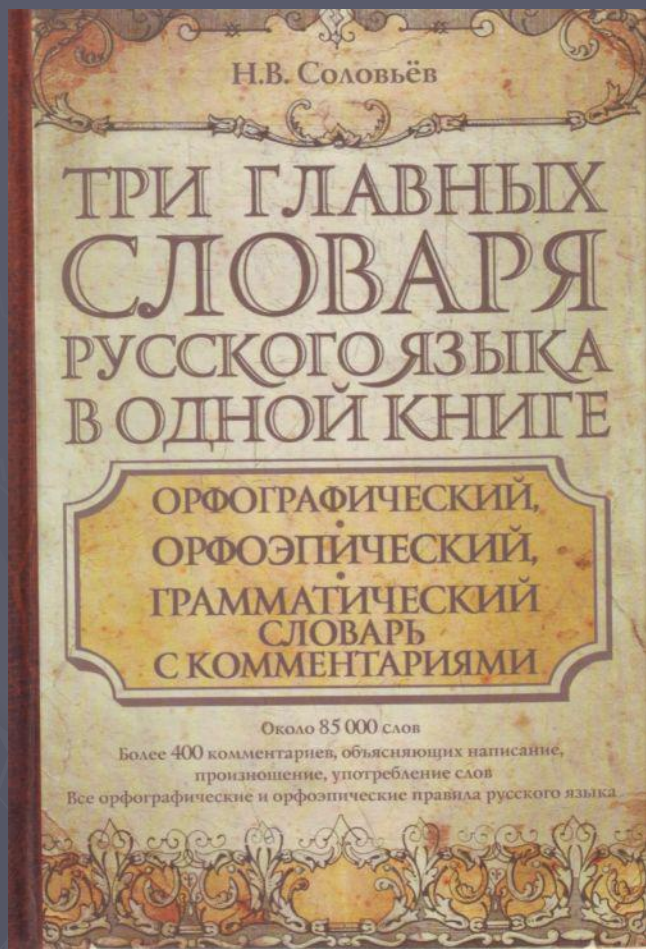 Н.В. Соловьёв
ТРИ ГЛАВНЫХ
СЛОВАРЯ
РУССКОГО ЯЗЫКА
В ОДНОЙ КНИГЕ
ОРФОГРАФИЧЕСКИЙ,
•
ОРФОЭПИЧЕСКИЙ,
•
ГРАММАТИЧЕСКИЙ
СЛОВАРЬ
С КОММЕНТАРИЯМИ
Около 85 000 слов
Более 400 комментариев, объясняющих написание,
произношение, употребление слов
Все орфографические и орфоэпические правила русского языка